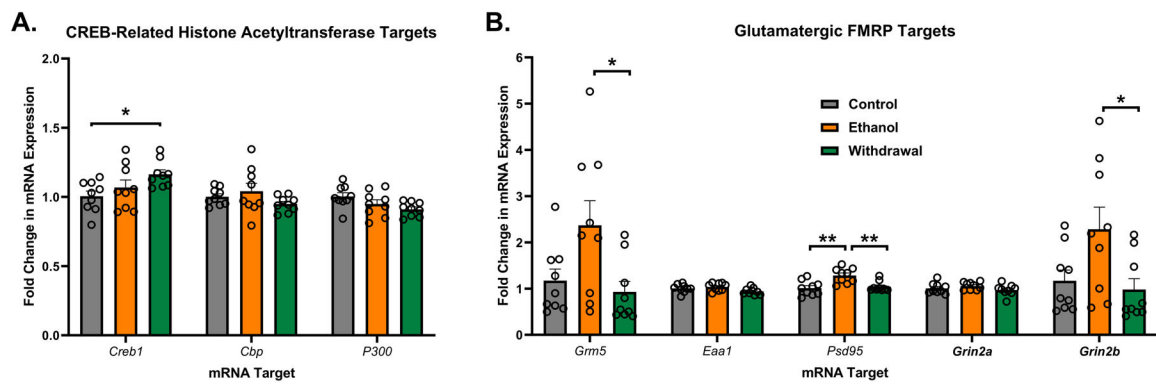 A.
CREB-Related Histone Acetyltransferase Targets
Fold Change in mRNA Expression
2.0
1.5
1.0
0.5
0.0
*
Creb1
Cbp
P300
mRNA Target
B.
Glutamatergic FMRP Targets
Fold Change in mRNA Expression
6
5
4
3
2
1
0
*
Control
Ethanol
Withdrawal
*
**
**
Grm5
Eaa1
Psd95
Grin2a
Grin2b
mRNA Target